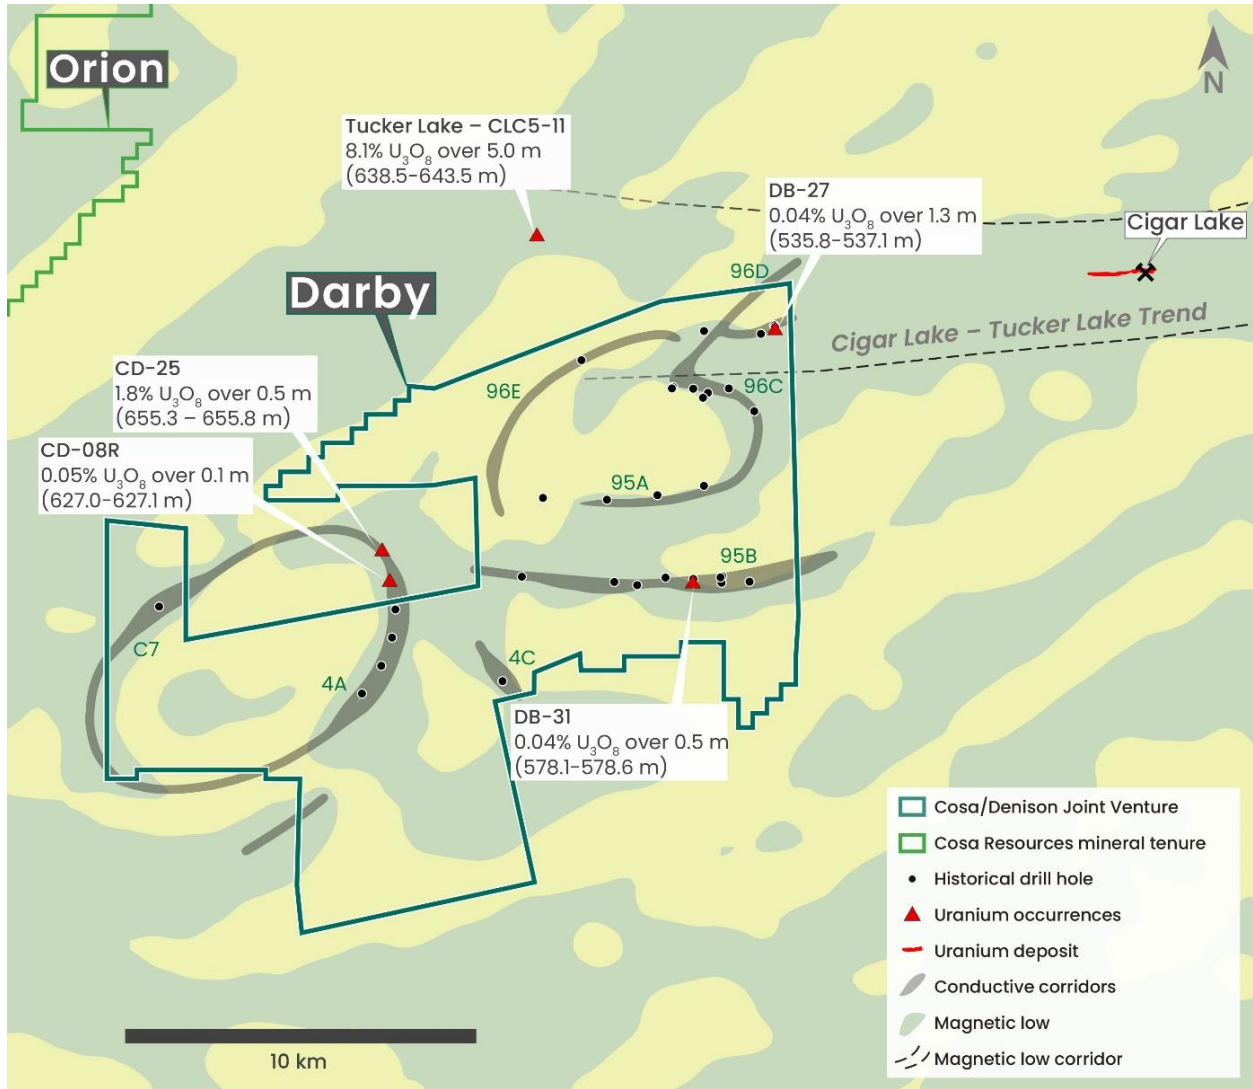 Orion
N
Tucker Lake – CLC5-11
8.1% U₃O₈ over 5.0 m
(638.5-643.5 m)
DB-27
0.04% U₃O₈ over 1.3 m
(535.8-537.1 m)
Cigar Lake
96D
Darby
Cigar Lake – Tucker Lake Trend
CD-25
1.8% U₃O₈ over 0.5 m
(655.3 – 655.8 m)
96E
96C
CD-08R
0.05% U₃O₈ over 0.1 m
(627.0-627.1 m)
95A
95B
C7
4A
4C
DB-31
0.04% U₃O₈ over 0.5 m
(578.1-578.6 m)
Cosa/Denison Joint Venture
Cosa Resources mineral tenure
Historical drill hole
Uranium occurrences
Uranium deposit
Conductive corridors
Magnetic low
Magnetic low corridor
10 km